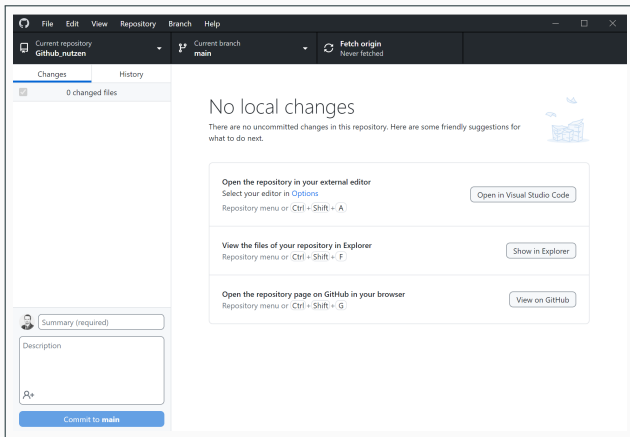 File Edit View Repository Branch Help
Current repository
Github_nutzen
Current branch
main
Fetch origin
Never fetched
Changes History
0 changed files
No local changes
There are no uncommitted changes in this repository. Here are some friendly suggestions for
what to do next.
Open the repository in your external editor
Select your editor in Options
Repository menu or Ctrl + Shift + A
Open in Visual Studio Code
View the files of your repository in Explorer
Repository menu or Ctrl + Shift + F
Show in Explorer
Open the repository page on GitHub in your browser
Repository menu or Ctrl + Shift + G
View on GitHub
Summary (required)
Description
Commit to main